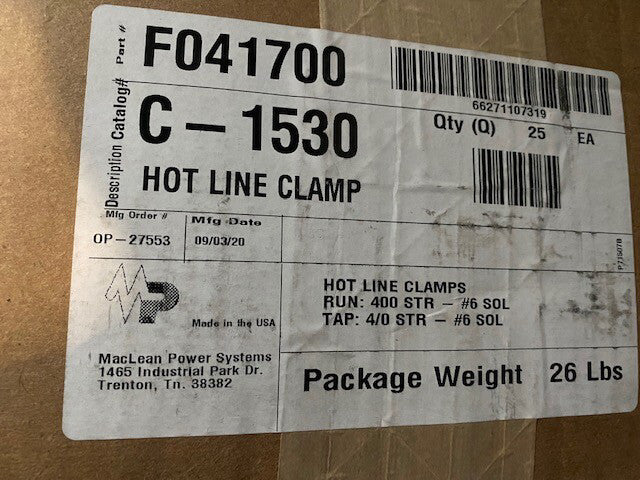 Part #
F041700
66271107319
Catalog#
C-1530
Qty (Q) 25 EA
Description
HOT LINE CLAMP
Mfg Order #
OP-27553
Mfg Date
09/03/20
MP
Made in the USA
MacLean Power Systems
1465 Industrial Park Dr.
Trenton, Tn. 38382
HOT LINE CLAMPS
RUN: 400 STR - #6 SOL
TAP: 4/0 STR - #6 SOL
Package Weight 26 Lbs